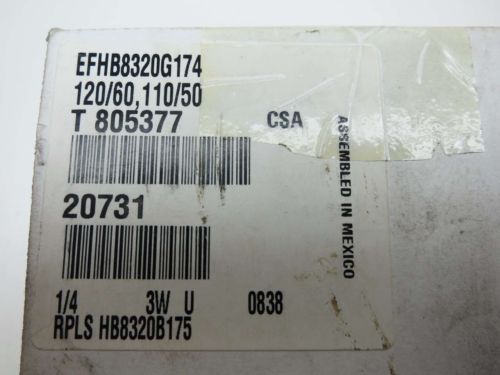 EFHB8320G174
120/60,110/50
T 805377 CSA
20731
1/4 3W U 0838
RPLS HB8320B175
ASSEMBLED IN MEXICO